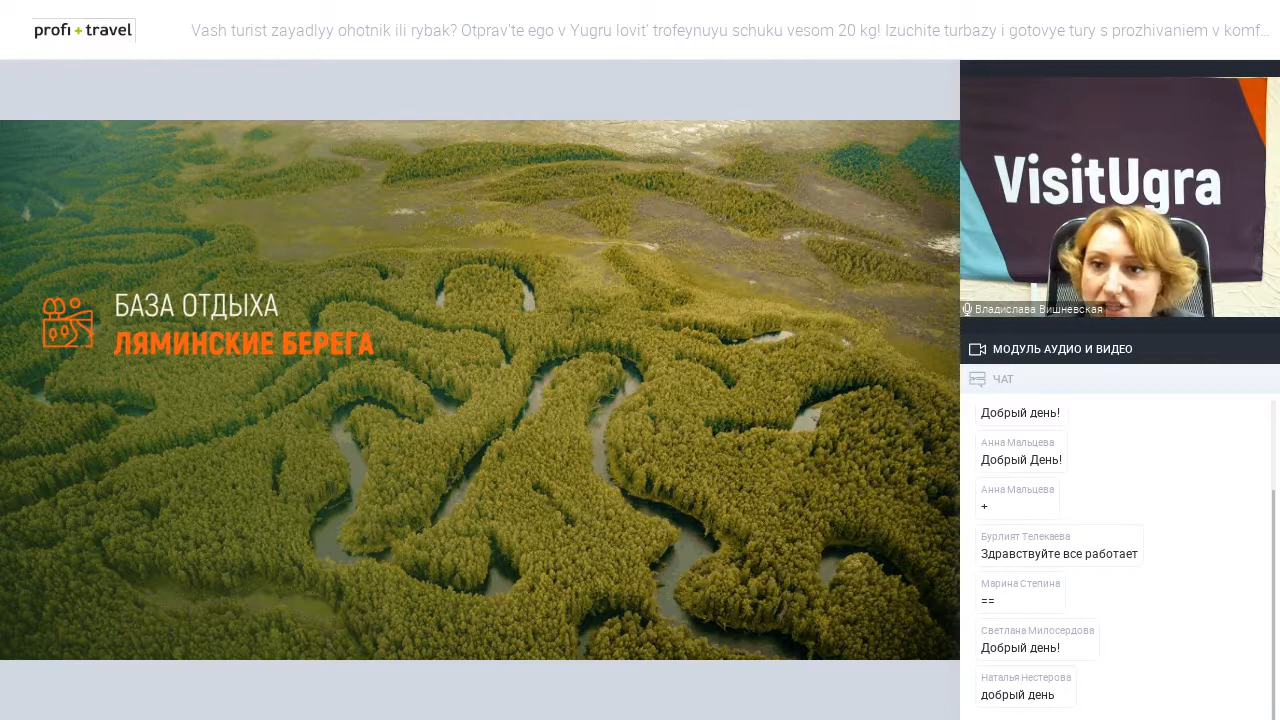 profi + travel
Vash turist zayadlyy ohotnik ili rybak? Otprav'te ego v Yugru lovit' trofeynuyu schuku vesom 20 kg! Izuchite turbazy i gotovye tury s prozhivaniem v komf...
БАЗА ОТДЫХА
ЛЯМИНСКИЕ БЕРЕГА
VisitUgra
Владислава Вишневская
МОДУЛЬ АУДИО И ВИДЕО
ЧАТ
Добрый день!
Анна Мальцева
Добрый День!
Анна Мальцева
+
Бурлият Телекаева
Здравствуйте все работает
Марина Степина
==
Светлана Милосердова
Добрый день!
Наталья Нестерова
добрый день